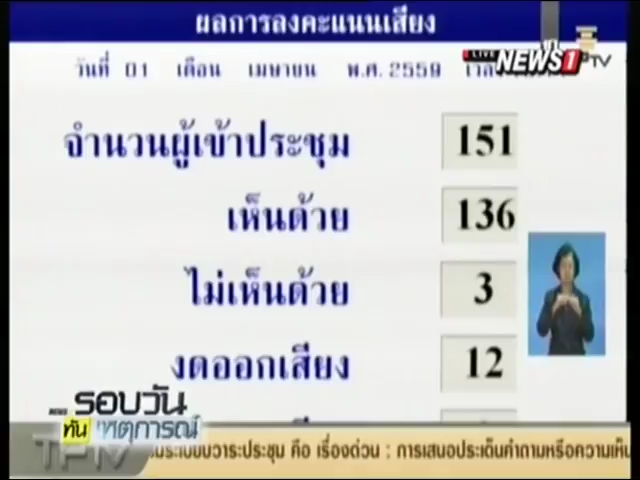 ผลการลงคะแนนเสียง
วันที่ 01 เดือน เมษายน พ.ศ. 2559
LIVE NEWS1
TV
จำนวนผู้เข้าประชุม 151
เห็นด้วย 136
ไม่เห็นด้วย 3
งดออกเสียง 12
รอบวัน
ทัน เหตุการณ์
ระเบียบวาระประชุม คือ เรื่องด่วน : การเสนอประเด็นคำถามหรือความเห็น